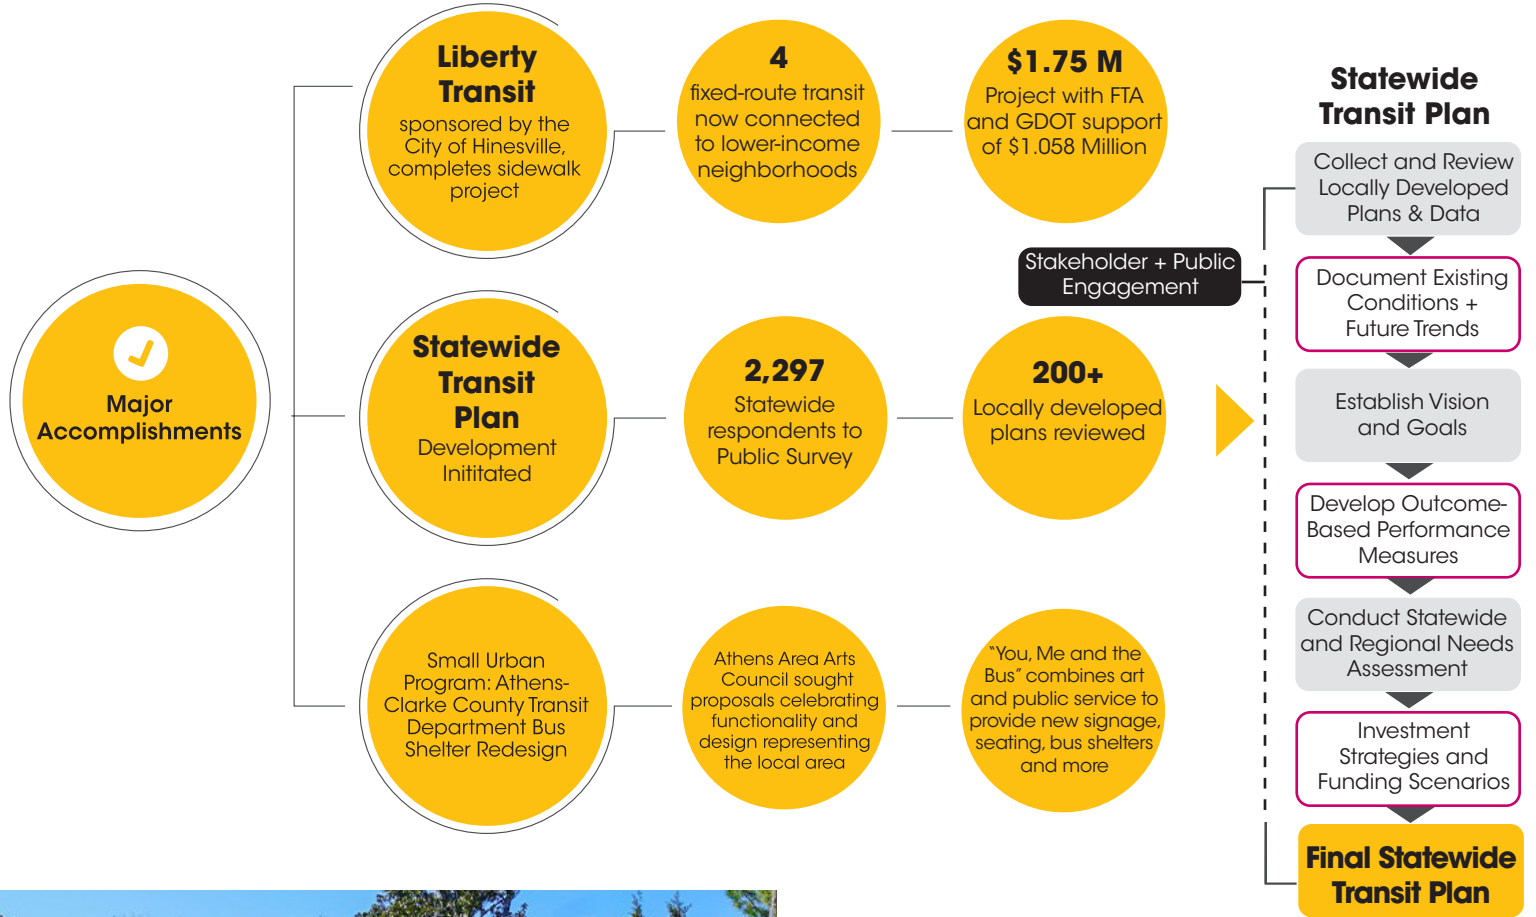 Major
Accomplishments
Liberty
Transit
sponsored by the
City of Hinesville,
completes sidewalk
project
4
fixed-route transit
now connected
to lower-income
neighborhoods
$1.75 M
Project with FTA
and GDOT support
of $1.058 Million
Statewide
Transit
Plan
Development
Inititated
2,297
Statewide
respondents to
Public Survey
200+
Locally developed
plans reviewed
Small Urban
Program: Athens-
Clarke County Transit
Department Bus
Shelter Redesign
Athens Area Arts
Council sought
proposals celebrating
functionality and
design representing
the local area
"You, Me and the
Bus" combines art
and public service to
provide new signage,
seating, bus shelters
and more
Stakeholder + Public
Engagement
Statewide
Transit Plan
Collect and Review
Locally Developed
Plans & Data
Document Existing
Conditions +
Future Trends
Establish Vision
and Goals
Develop Outcome-
Based Performance
Measures
Conduct Statewide
and Regional Needs
Assessment
Investment
Strategies and
Funding Scenarios
Final Statewide
Transit Plan